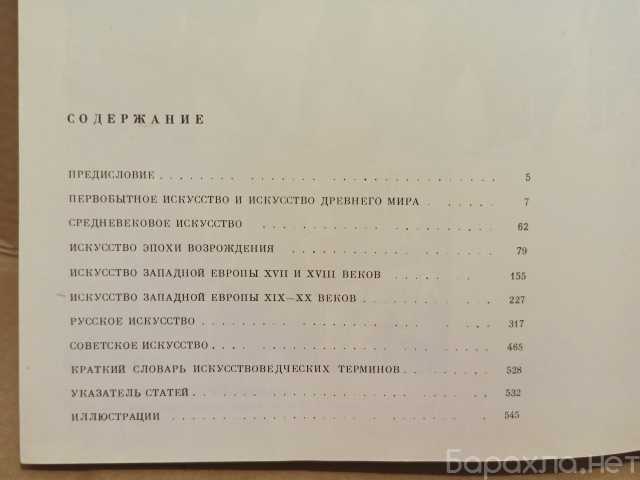 СОДЕРЖАНИЕ
ПРЕДИСЛОВИЕ . . . . . . . . . . . . . . . . . . . . . 5
ПЕРВОБЫТНОЕ ИСКУССТВО И ИСКУССТВО ДРЕВНЕГО МИРА . . . . . . 7
СРЕДНЕВЕКОВОЕ ИСКУССТВО . . . . . . . . . . . . . . . 62
ИСКУССТВО ЭПОХИ ВОЗРОЖДЕНИЯ . . . . . . . . . . . . . 79
ИСКУССТВО ЗАПАДНОЙ ЕВРОПЫ XVII И XVIII ВЕКОВ . . . . . . 155
ИСКУССТВО ЗАПАДНОЙ ЕВРОПЫ XIX—XX ВЕКОВ . . . . . . . . 227
РУССКОЕ ИСКУССТВО . . . . . . . . . . . . . . . . . . 317
СОВЕТСКОЕ ИСКУССТВО . . . . . . . . . . . . . . . . . 465
КРАТКИЙ СЛОВАРЬ ИСКУССТВОВЕДЧЕСКИХ ТЕРМИНОВ . . . . . . 528
УКАЗАТЕЛЬ СТАТЕЙ . . . . . . . . . . . . . . . . . . . 532
ИЛЛЮСТРАЦИИ . . . . . . . . . . . . . . . . . . . . . 545
Барахла.нет